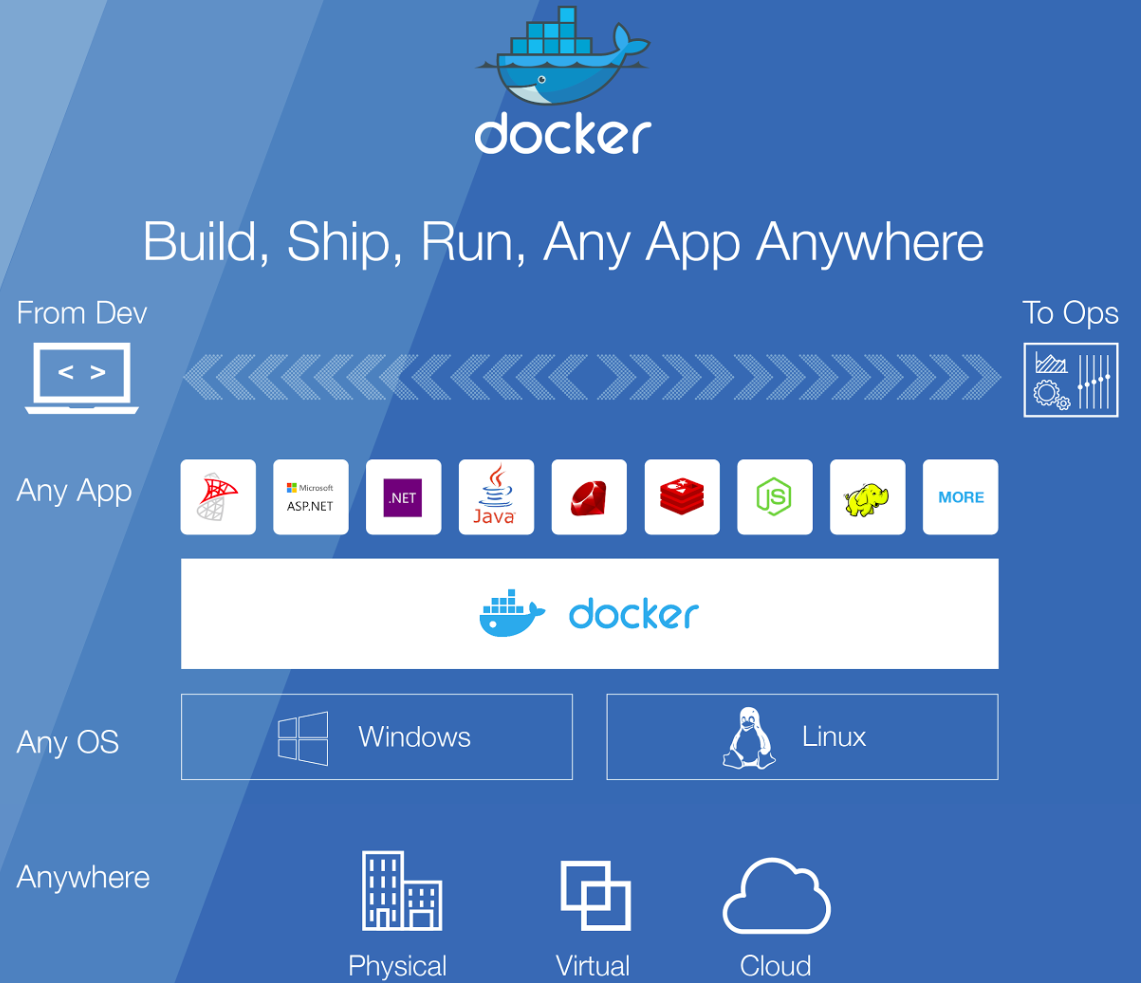 docker
Build, Ship, Run, Any App Anywhere
From Dev
To Ops
< >
Any App
Microsoft
ASP.NET
.NET
Java
JS
MORE
docker
Any OS
Windows
Linux
Anywhere
Physical
Virtual
Cloud